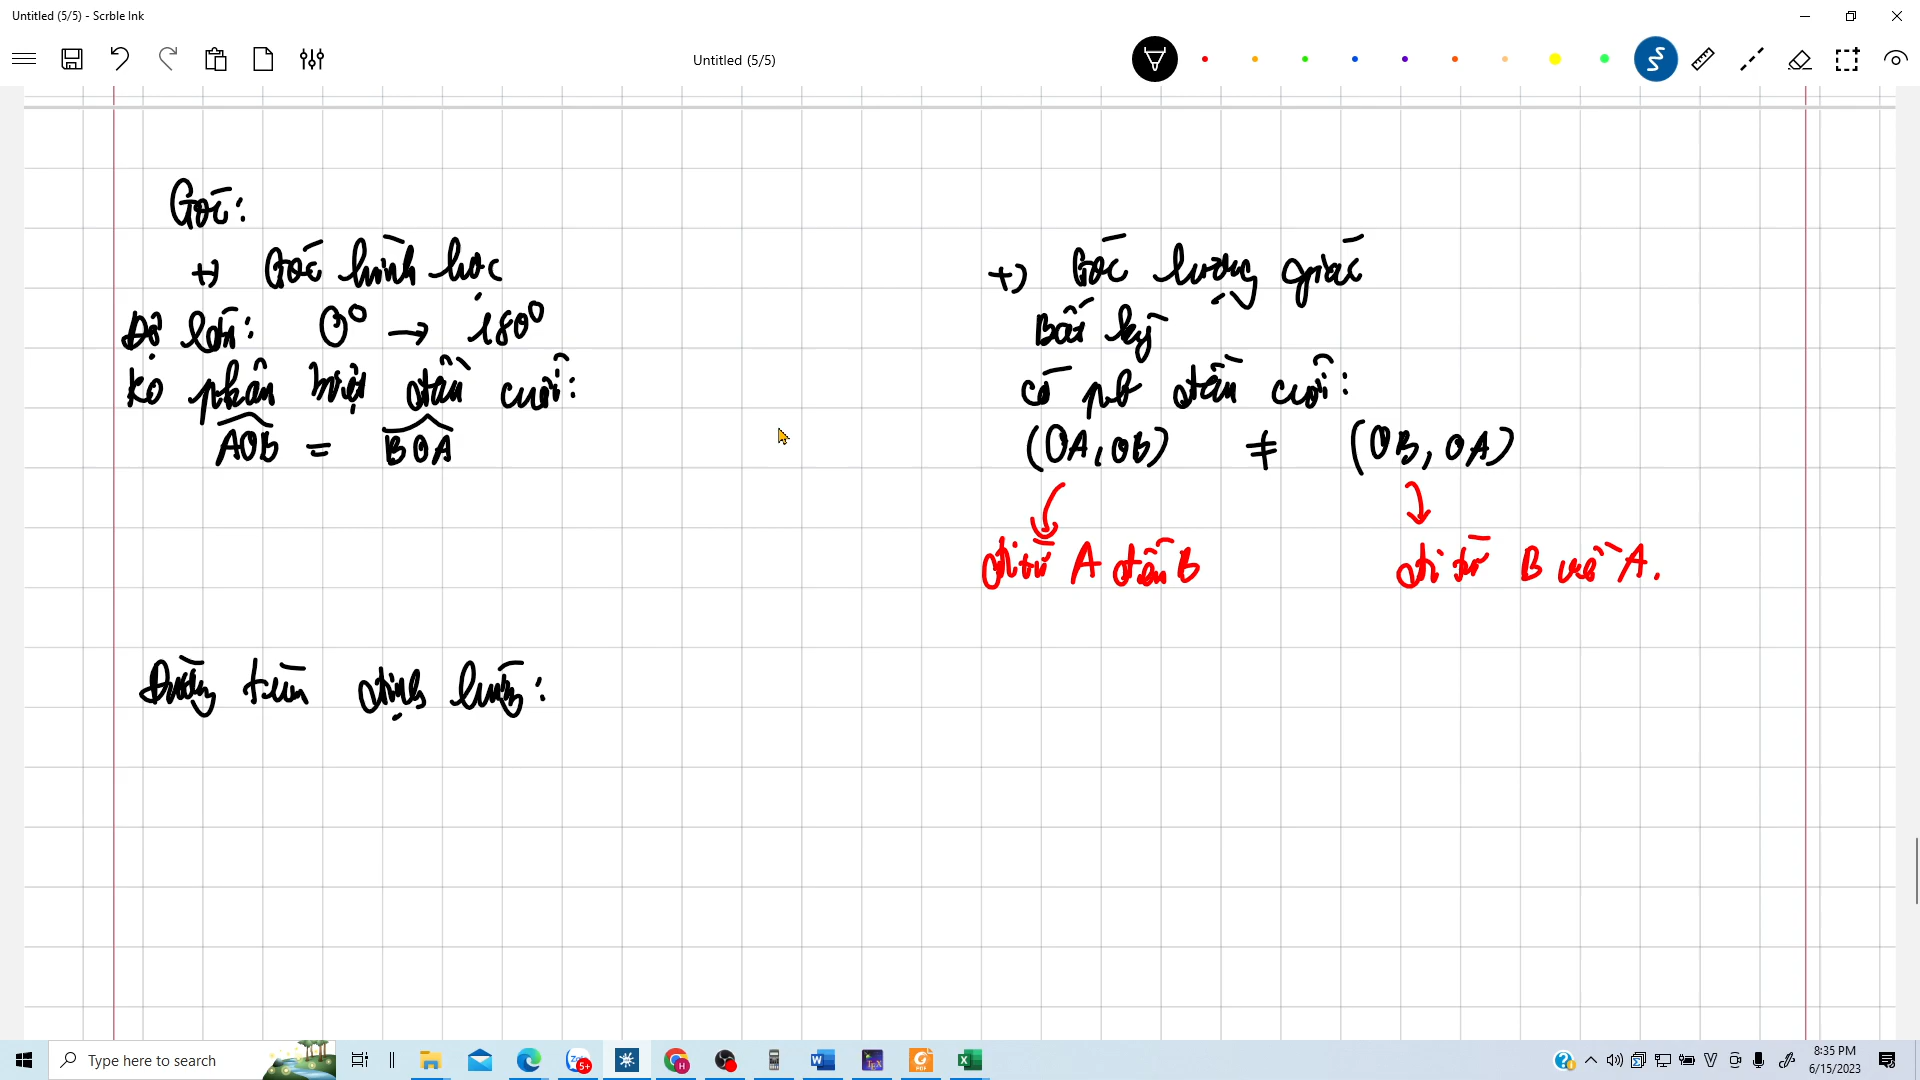 Untitled (5/5) - Scrble Ink
Untitled (5/5)
Góc:
+) Góc hình học
Độ lớn: 0° → 180°
Ko phân biệt đầu cuối:
AOB = BOA
+) Góc lượng giác
Bất kỳ
có pb đầu cuối:
(OA, OB) ≠ (OB, OA)
đi từ A đến B
đi từ B về A.
Đường tròn định hướng:
Type here to search
8:35 PM
6/15/2023